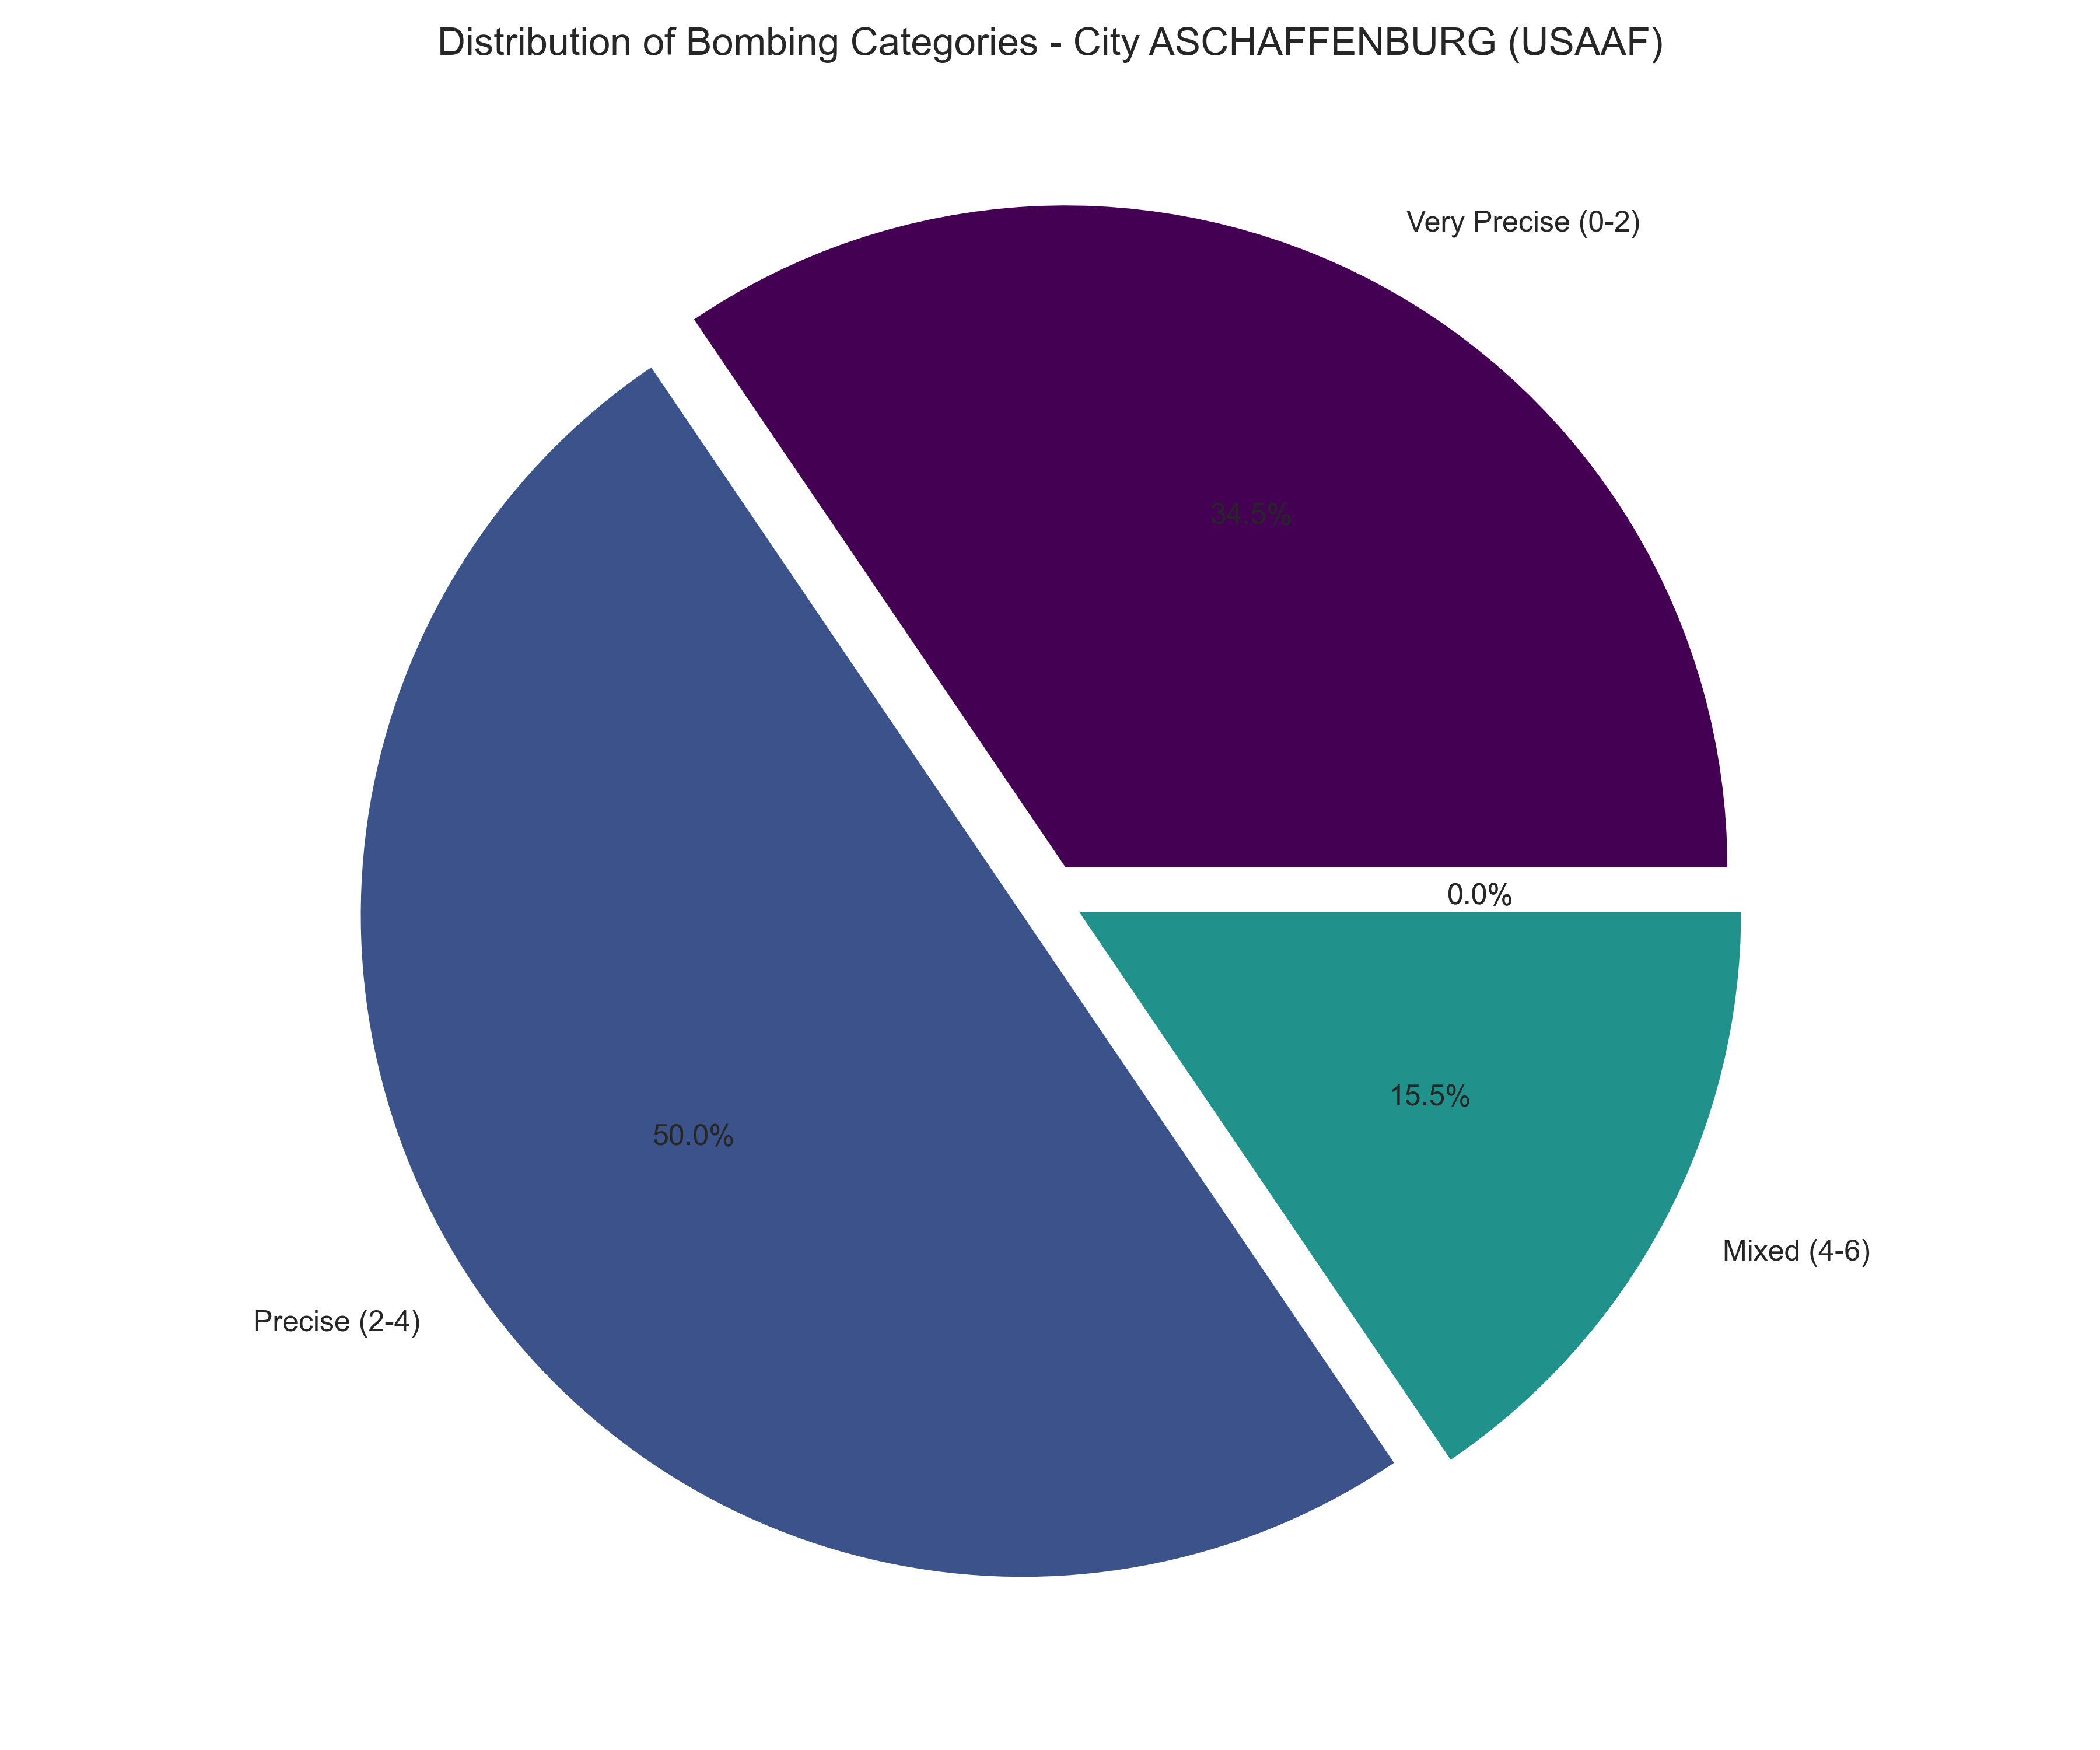 Distribution of Bombing Categories - City ASCHAFFENBURG (USAAF)
Very Precise (0-2)
34.5%
0.0%
15.5%
50.0%
Mixed (4-6)
Precise (2-4)